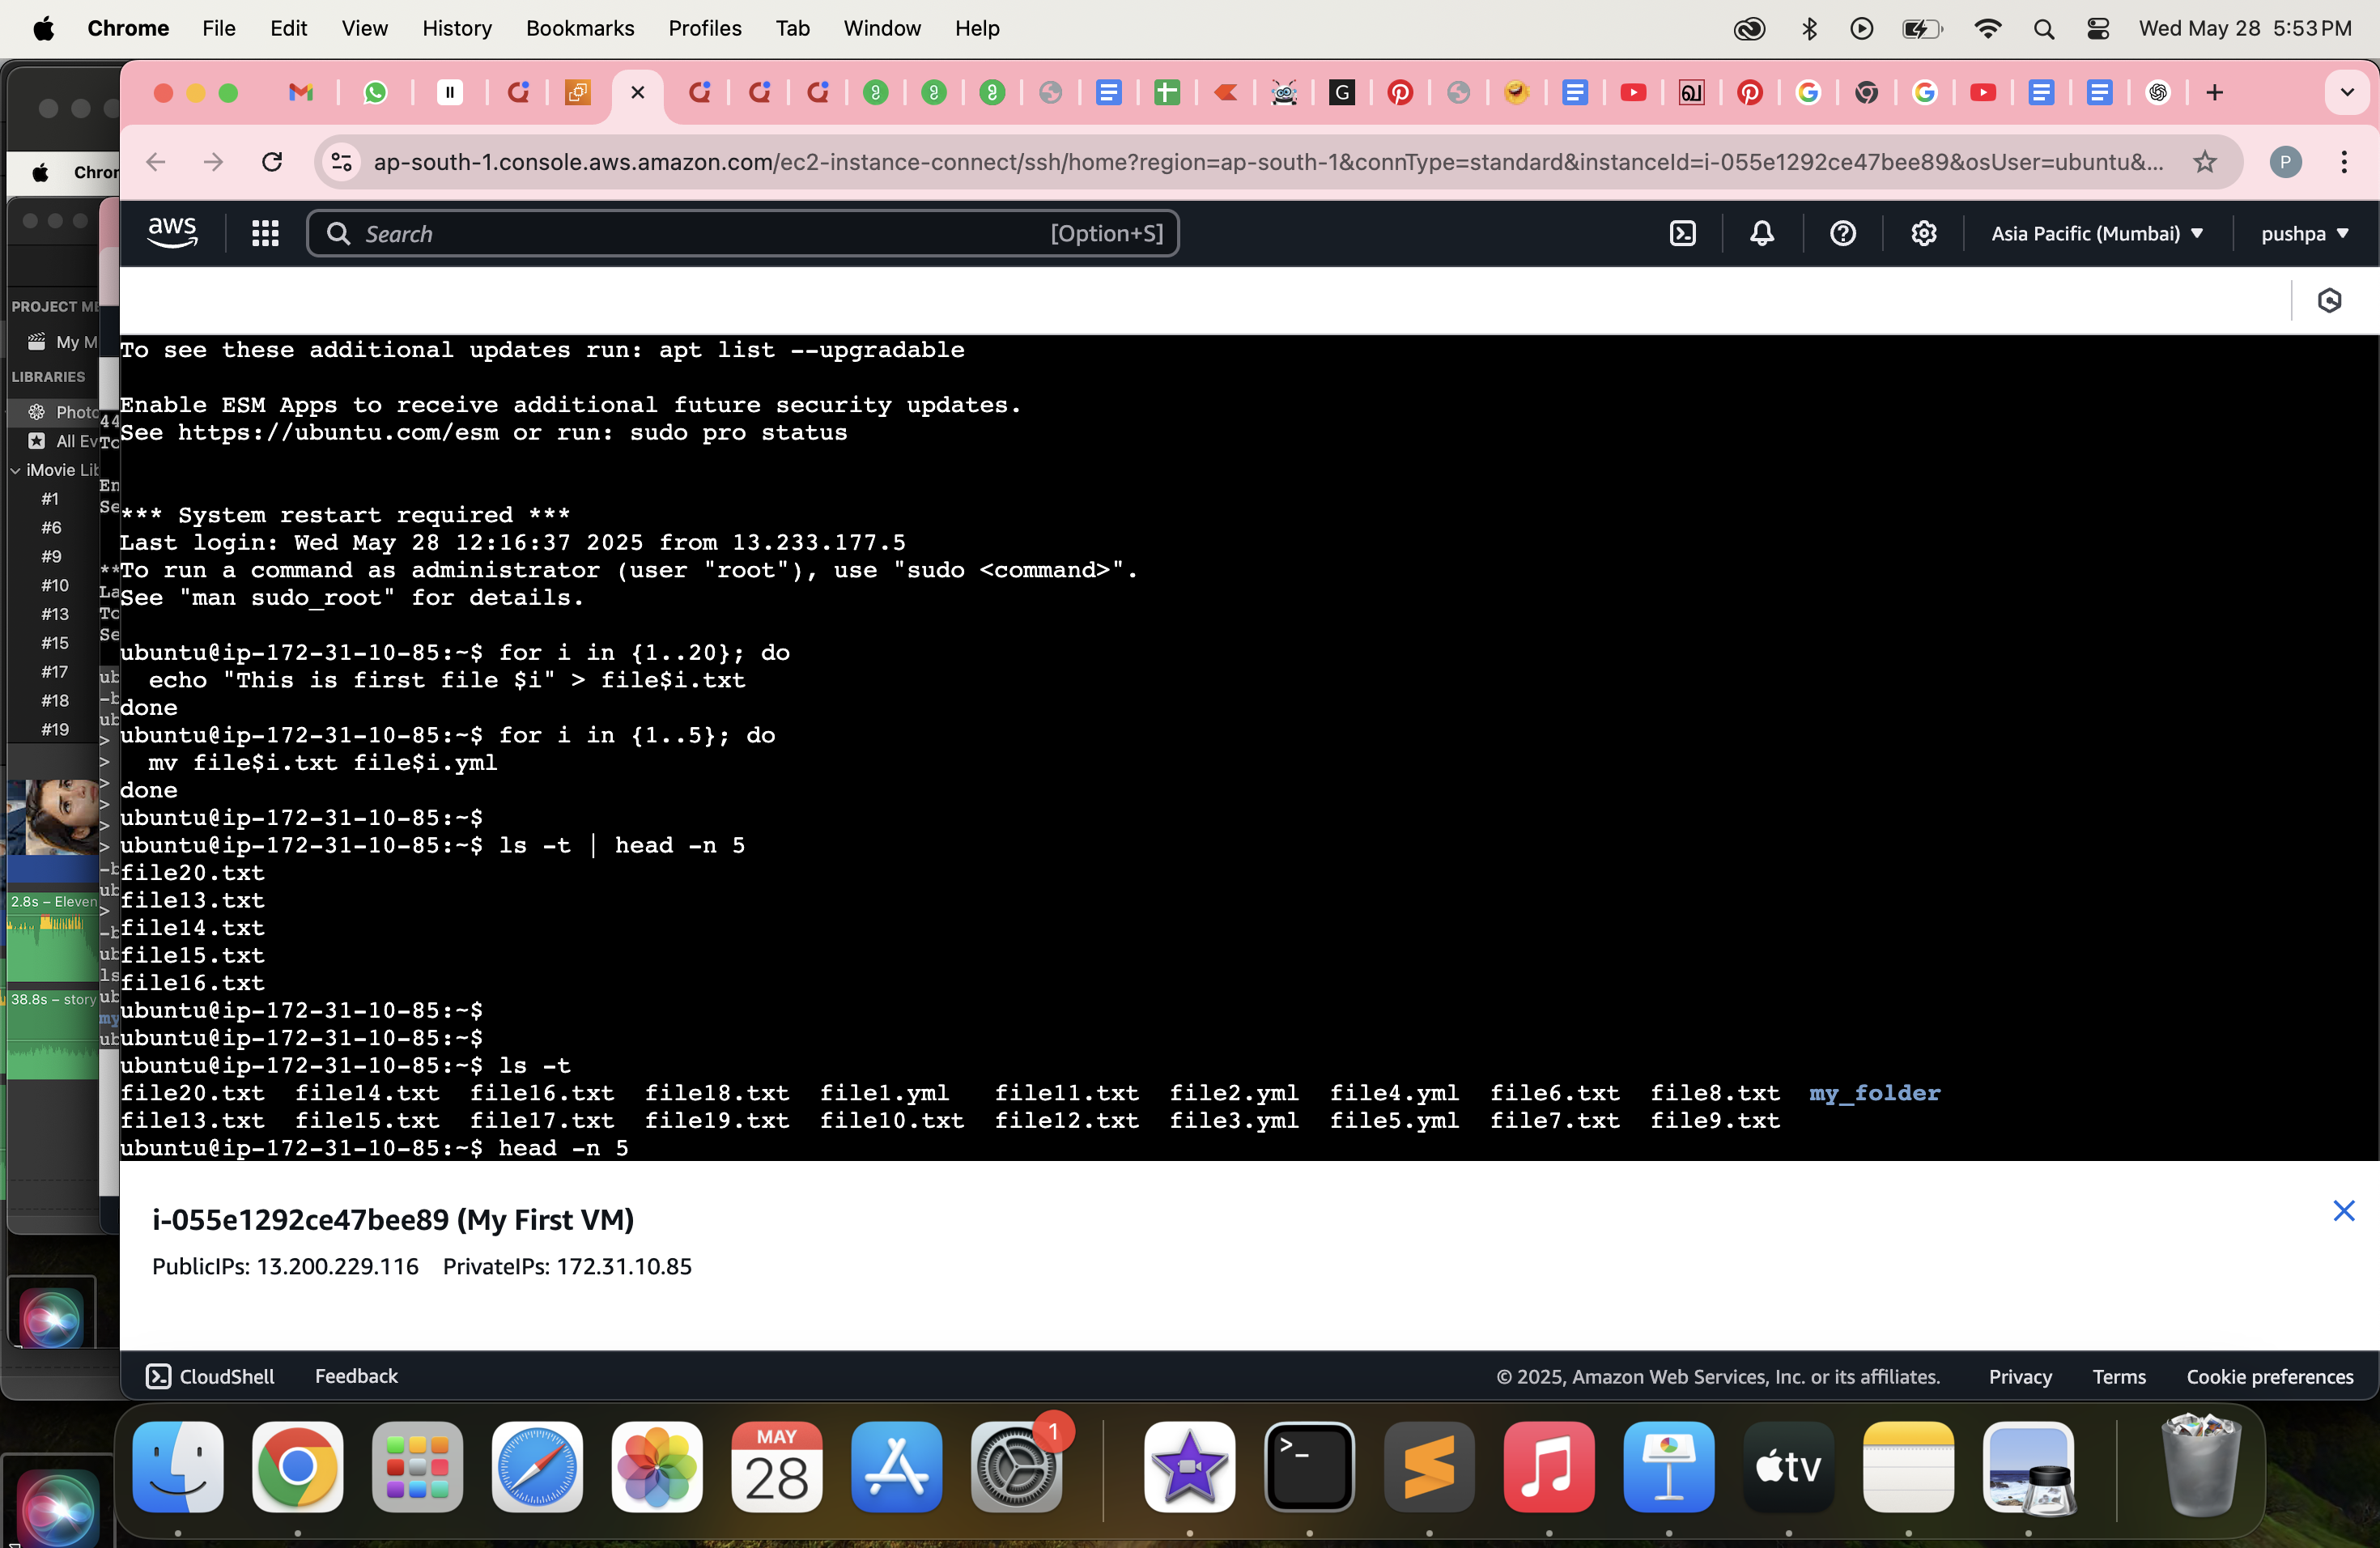 Chrome File Edit View History Bookmarks Profiles Tab Window Help Wed May 28 5:53 PM
ap-south-1.console.aws.amazon.com/ec2-instance-connect/ssh/home?region=ap-south-1&connType=standard&instanceId=i-055e1292ce47bee89&osUser=ubuntu&... P
aws Search [Option+S] Asia Pacific (Mumbai) pushpa
To see these additional updates run: apt list --upgradable
Enable ESM Apps to receive additional future security updates.
See https://ubuntu.com/esm or run: sudo pro status
*** System restart required ***
Last login: Wed May 28 12:16:37 2025 from 13.233.177.5
To run a command as administrator (user "root"), use "sudo <command>".
See "man sudo_root" for details.
ubuntu@ip-172-31-10-85:~$ for i in {1..20}; do
  echo "This is first file $i" > file$i.txt
done
ubuntu@ip-172-31-10-85:~$ for i in {1..5}; do
  mv file$i.txt file$i.yml
done
ubuntu@ip-172-31-10-85:~$
ubuntu@ip-172-31-10-85:~$ ls -t | head -n 5
file20.txt
file13.txt
file14.txt
file15.txt
file16.txt
ubuntu@ip-172-31-10-85:~$
ubuntu@ip-172-31-10-85:~$
ubuntu@ip-172-31-10-85:~$ ls -t
file20.txt file14.txt file16.txt file18.txt file1.yml file11.txt file2.yml file4.yml file6.txt file8.txt my_folder
file13.txt file15.txt file17.txt file19.txt file10.txt file12.txt file3.yml file5.yml file7.txt file9.txt
ubuntu@ip-172-31-10-85:~$ head -n 5
i-055e1292ce47bee89 (My First VM)
PublicIPs: 13.200.229.116 PrivateIPs: 172.31.10.85
CloudShell Feedback © 2025, Amazon Web Services, Inc. or its affiliates. Privacy Terms Cookie preferences
PROJECT
My
LIBRARIES
All
iMovie
#1
#6
#9
#10
#13
#15
#17
#18
#19
2.8s – Eleven
38.8s – story
MAY
28
1
tv